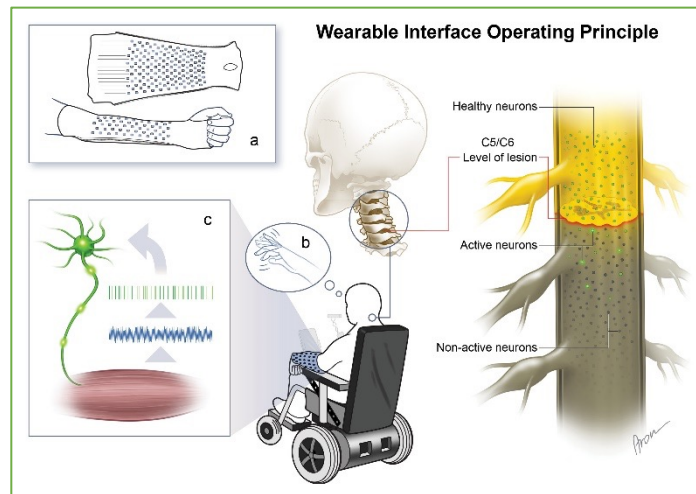 Wearable Interface Operating Principle
a
Healthy neurons
C5/C6
Level of lesion
c
b
Active neurons
Non-active neurons